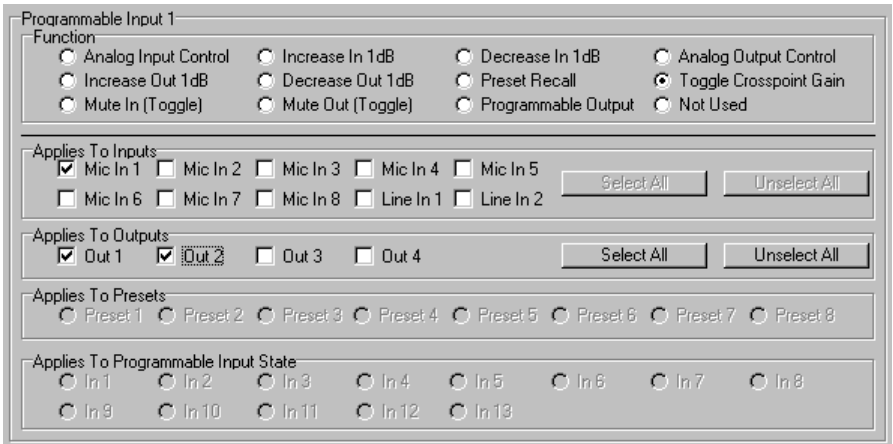 Programmable Input 1
Function
Analog Input Control Increase In 1dB Decrease In 1dB Analog Output Control
Increase Out 1dB Decrease Out 1dB Preset Recall Toggle Crosspoint Gain
Mute In (Toggle) Mute Out (Toggle) Programmable Output Not Used
Applies To Inputs
Mic In 1 Mic In 2 Mic In 3 Mic In 4 Mic In 5
Select All Unselect All
Mic In 6 Mic In 7 Mic In 8 Line In 1 Line In 2
Applies To Outputs
Out 1 Out 2 Out 3 Out 4 Select All Unselect All
Applies To Presets
Preset 1 Preset 2 Preset 3 Preset 4 Preset 5 Preset 6 Preset 7 Preset 8
Applies To Programmable Input State
In 1 In 2 In 3 In 4 In 5 In 6 In 7 In 8
In 9 In 10 In 11 In 12 In 13